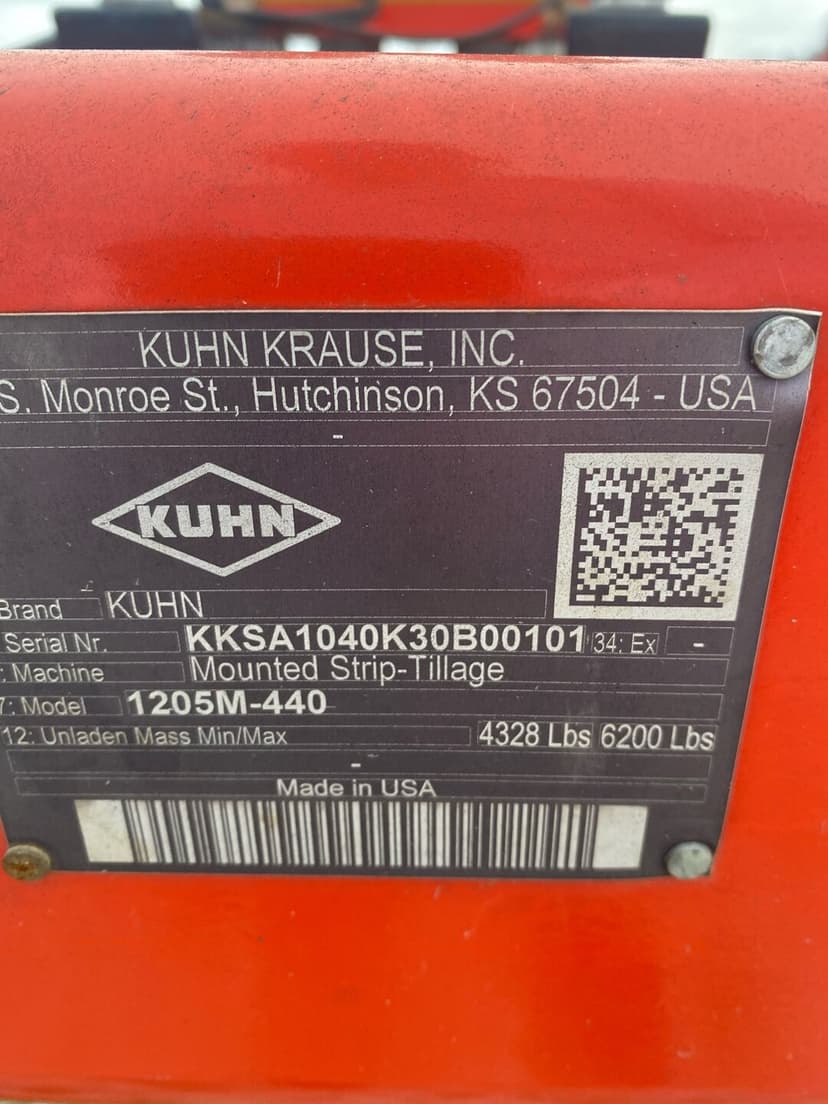 KUHN KRAUSE, INC.
S. Monroe St., Hutchinson, KS 67504 - USA
-
KUHN
Brand KUHN
Serial Nr. KKSA1040K30B00101 34: Ex -
: Machine Mounted Strip-Tillage
7: Model 1205M-440
12: Unladen Mass Min/Max 4328 Lbs 6200 Lbs
-
Made in USA